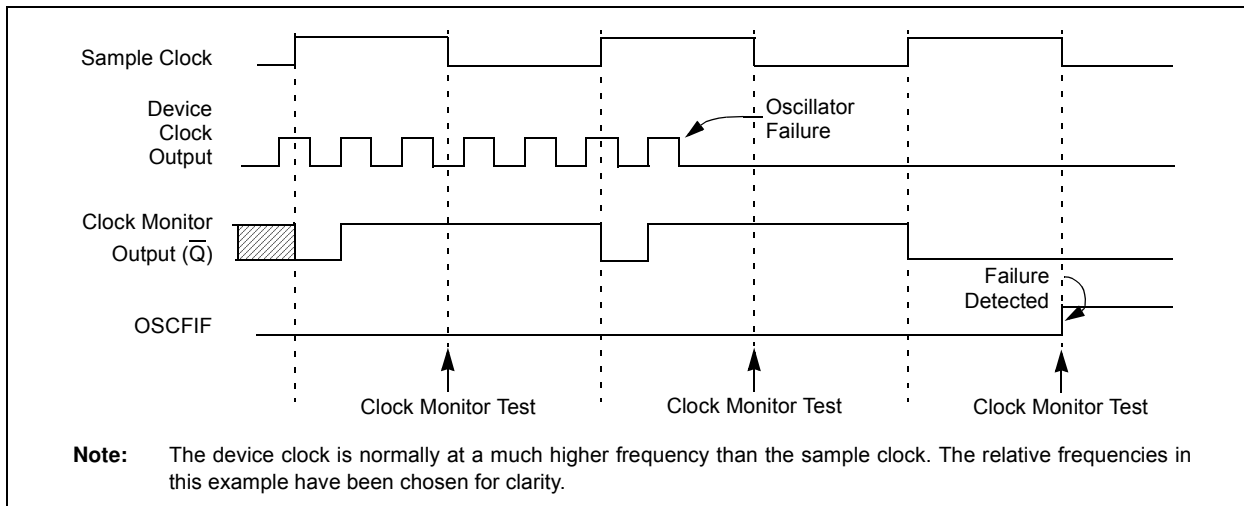 Sample Clock
Device
Clock
Output
Oscillator
Failure
Clock Monitor
Output (Q̅)
Failure
Detected
OSCFIF
Clock Monitor Test
Clock Monitor Test
Clock Monitor Test
Note: The device clock is normally at a much higher frequency than the sample clock. The relative frequencies in
this example have been chosen for clarity.